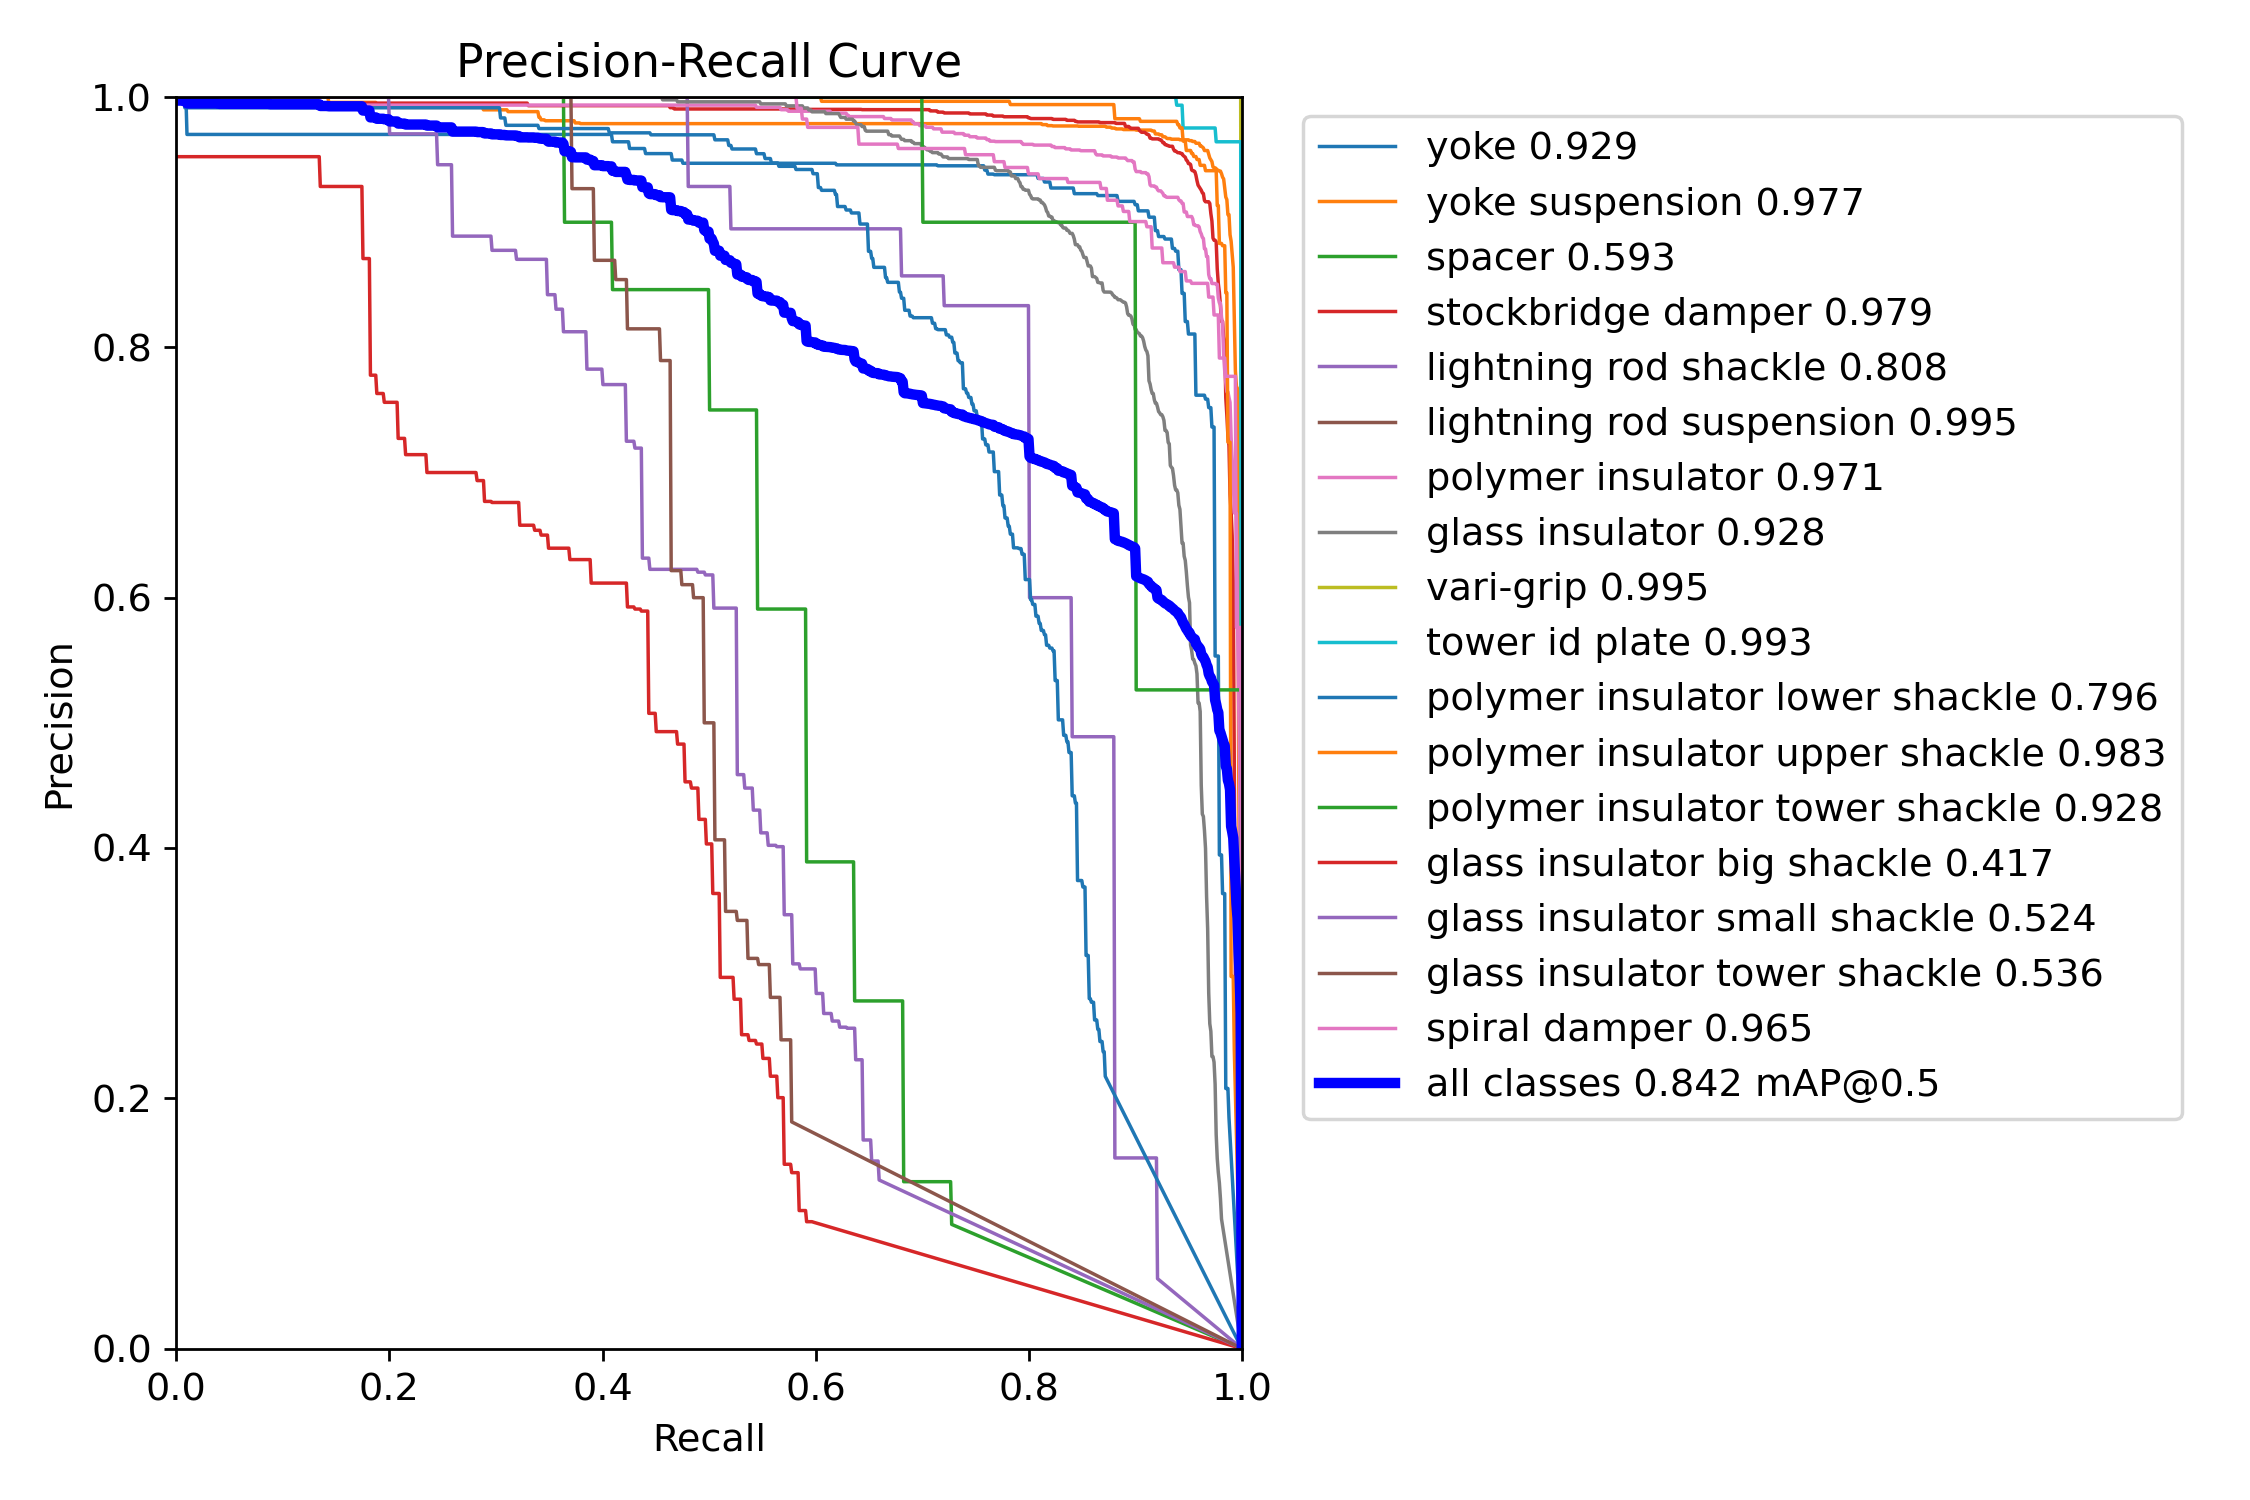 Precision-Recall Curve
1.0
0.8
0.6
0.4
0.2
0.0
Precision
0.0 0.2 0.4 0.6 0.8 1.0
Recall
yoke 0.929
yoke suspension 0.977
spacer 0.593
stockbridge damper 0.979
lightning rod shackle 0.808
lightning rod suspension 0.995
polymer insulator 0.971
glass insulator 0.928
vari-grip 0.995
tower id plate 0.993
polymer insulator lower shackle 0.796
polymer insulator upper shackle 0.983
polymer insulator tower shackle 0.928
glass insulator big shackle 0.417
glass insulator small shackle 0.524
glass insulator tower shackle 0.536
spiral damper 0.965
all classes 0.842 mAP@0.5